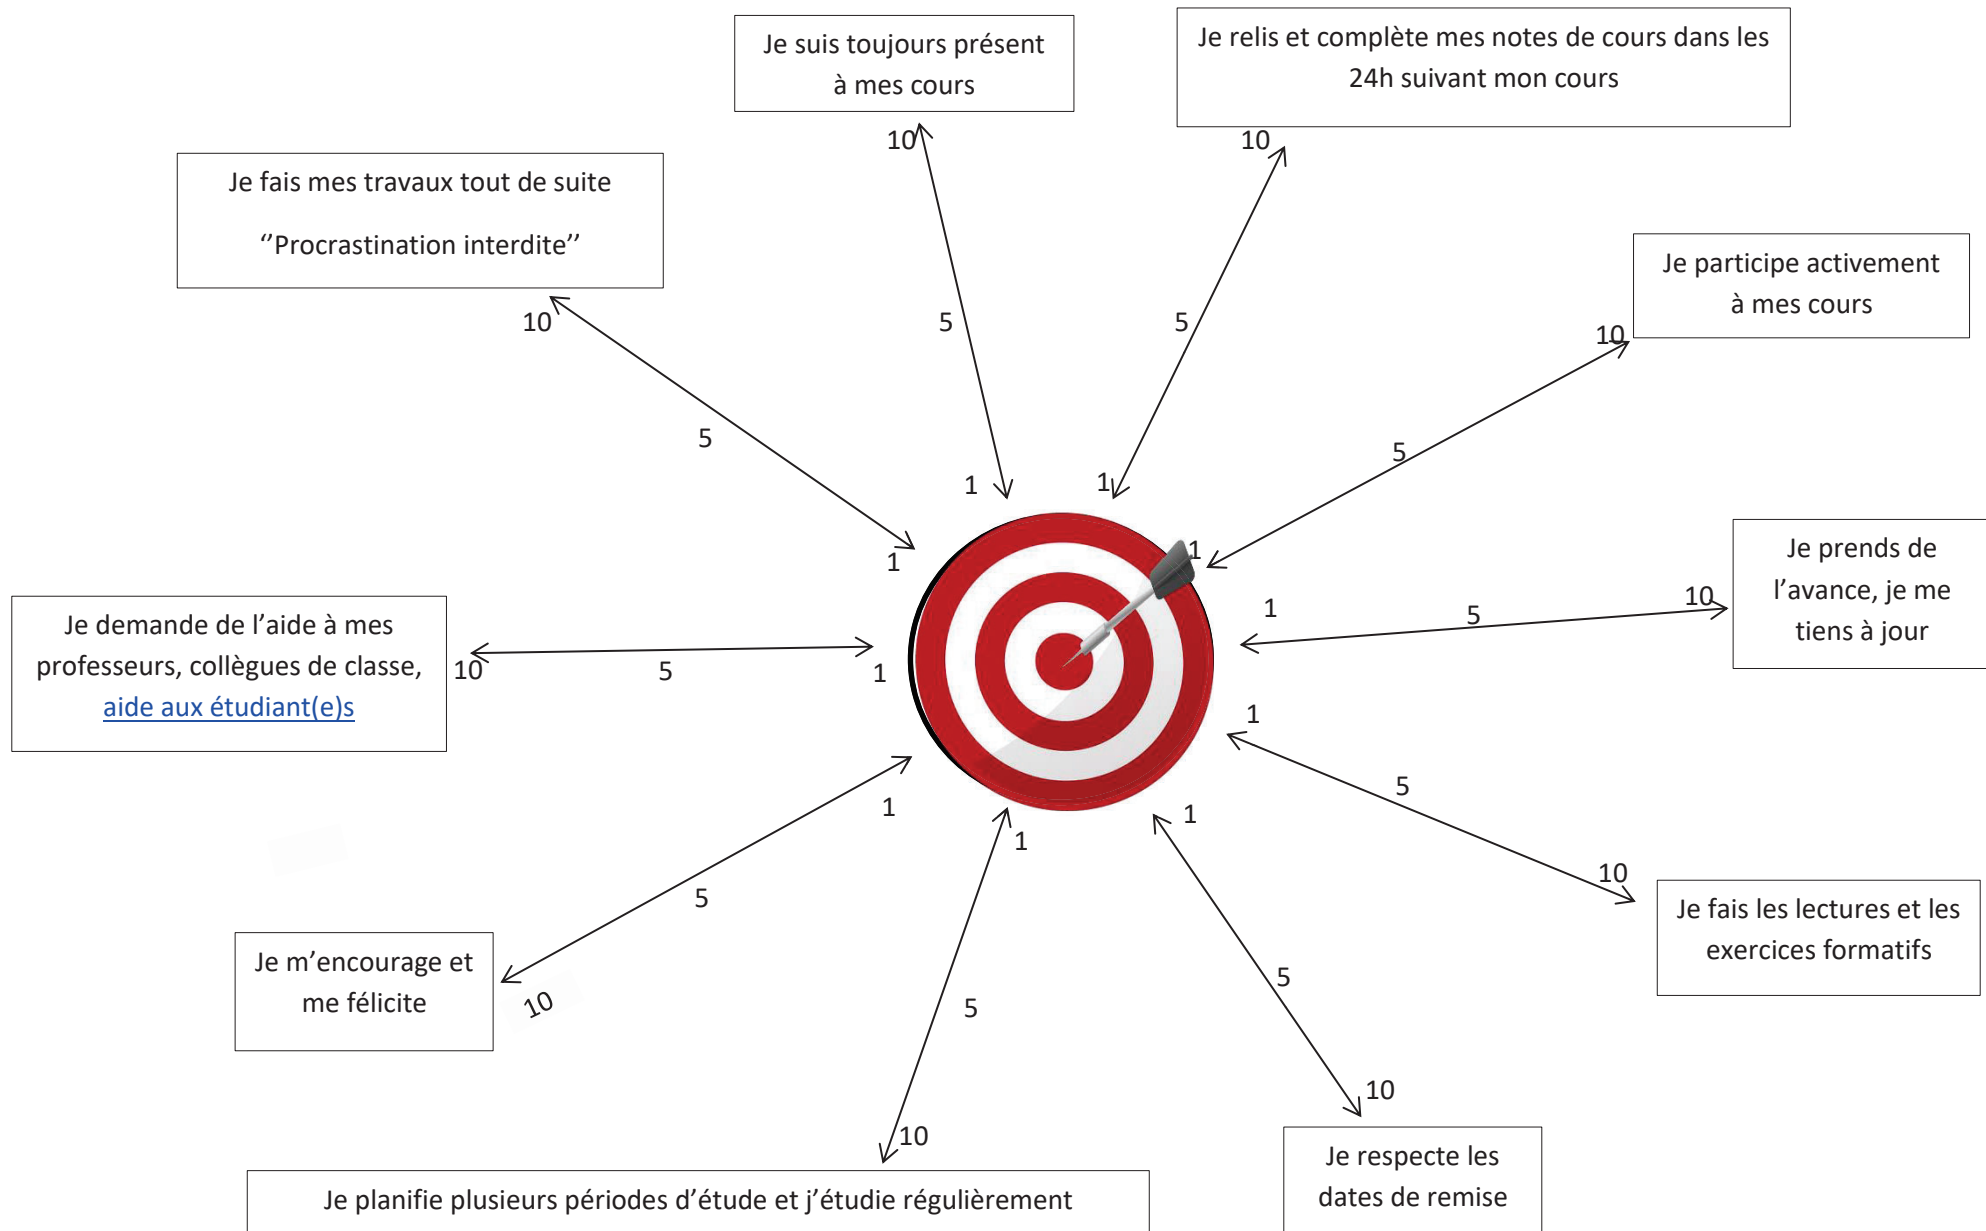 Je suis toujours présent
à mes cours
10
5
1
Je relis et complète mes notes de cours dans les
24h suivant mon cours
10
5
1
Je participe activement
à mes cours
10
5
1
Je prends de
l’avance, je me
tiens à jour
10
5
1
Je fais les lectures et les
exercices formatifs
10
5
1
Je respecte les
dates de remise
10
5
1
Je planifie plusieurs périodes d’étude et j’étudie régulièrement
10
5
1
Je m’encourage et
me félicite
10
5
1
Je demande de l’aide à mes
professeurs, collègues de classe,
aide aux étudiant(e)s
10
5
1
Je fais mes travaux tout de suite
‘’Procrastination interdite’’
10
5
1